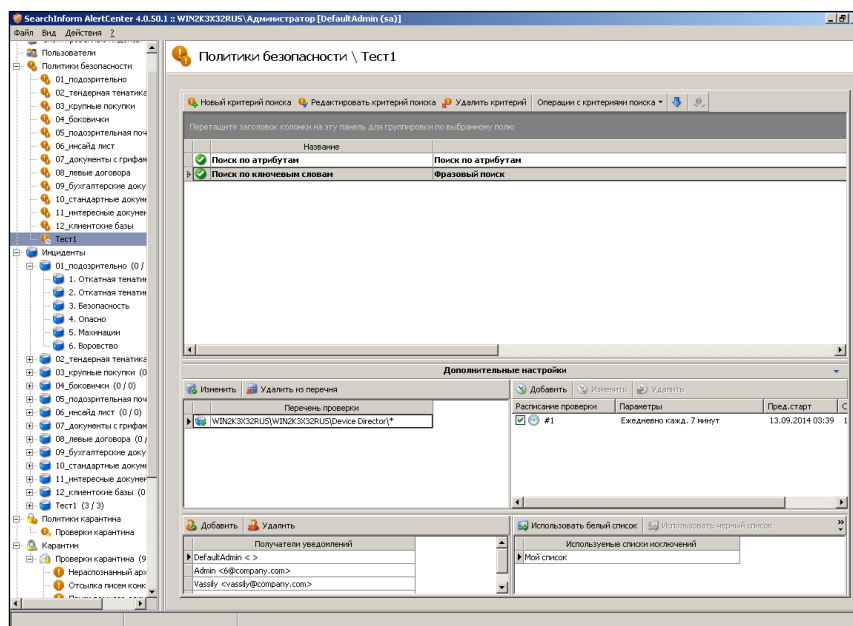 SearchInform AlertCenter 4.0.50.1 :: WIN2K3X32RUS\Администратор [DefaultAdmin (sa)]
Файл Вид Действия ?
Пользователи
Политики безопасности
01_подозрительно
02_тендерная тематика
03_крупные покупки
04_боковички
05_подозрительная поч
06_инсайд лист
07_документы с грифам
08_левые договора
09_бухгалтерские доку
10_стандартные докум
11_интересные докумен
12_клиентские базы
Тест1
Инциденты
01_подозрительно (0 /
1. Откатная темати
2. Откатная темати
3. Безопасность
4. Опасно
5. Махинации
6. Воровство
02_тендерная тематика
03_крупные покупки (0
04_боковички (0 / 0)
05_подозрительная поч
06_инсайд лист (0 / 0)
07_документы с грифам
08_левые договора (0 /
09_бухгалтерские доку
10_стандартные докум
11_интересные докумен
12_клиентские базы (0
Тест1 (3 / 3)
Политики карантина
Проверки карантина
Карантин
Проверки карантина (9
Нераспознанный арх
Отсылка писем конк
Политики безопасности \ Тест1
Новый критерий поиска Редактировать критерий поиска Удалить критерий Операции с критериями поиска
Перетащите заголовок колонки на эту панель для группировки по выбранному полю
Название
Поиск по атрибутам Поиск по атрибутам
Поиск по ключевым словам Фразовый поиск
Дополнительные настройки
Изменить Удалить из перечня
Перечень проверки
WIN2K3X32RUS\WIN2K3X32RUS\Device Director\*
Добавить Изменить Удалить
Расписание проверки Параметры Пред.старт С
#1 Ежедневно кажд. 7 минут 13.09.2014 03:39 1
Добавить Удалить
Получатели уведомлений
DefaultAdmin < >
Admin <6@company.com>
Vassily <vassily@company.com>
Использовать белый список Использовать черный список
Используемые списки исключений
Мой список